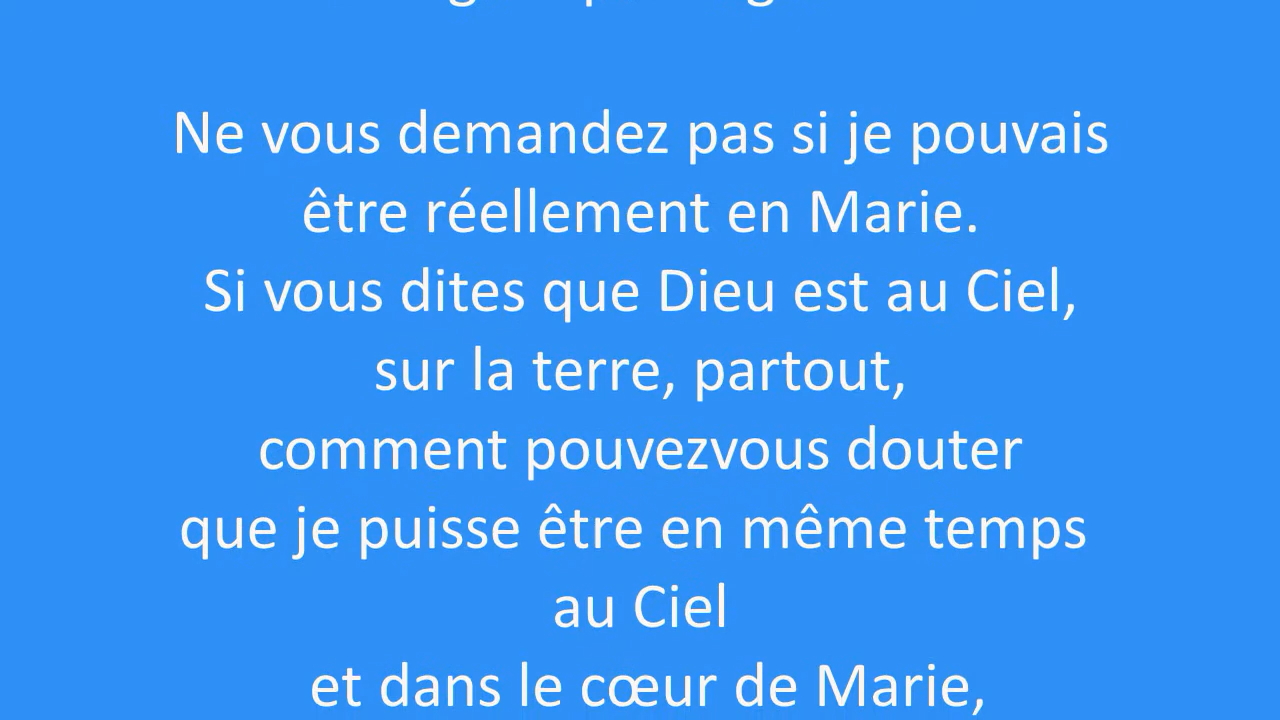 Ne vous demandez pas si je pouvais
être réellement en Marie.
Si vous dites que Dieu est au Ciel,
sur la terre, partout,
comment pouvezvous douter
que je puisse être en même temps
au Ciel
et dans le cœur de Marie,